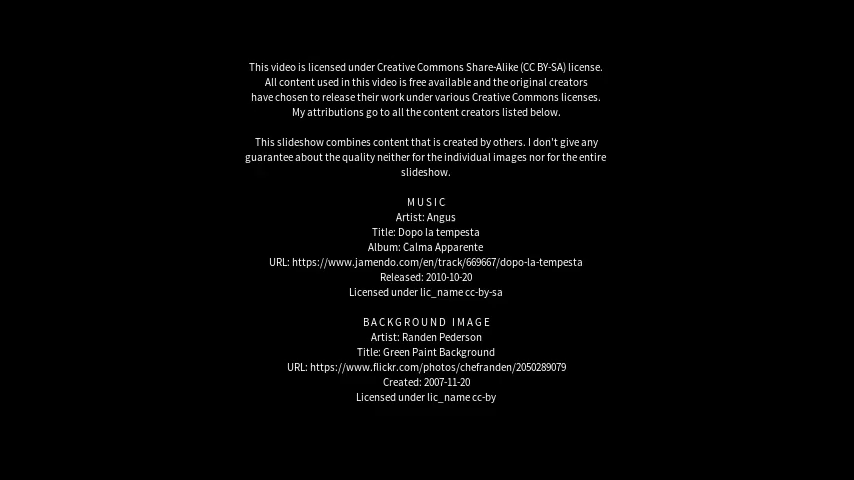 This video is licensed under Creative Commons Share-Alike (CC BY-SA) license.
All content used in this video is free available and the original creators
have chosen to release their work under various Creative Commons licenses.
My attributions go to all the content creators listed below.
This slideshow combines content that is created by others. I don't give any
guarantee about the quality neither for the individual images nor for the entire
slideshow.
MUSIC
Artist: Angus
Title: Dopo la tempesta
Album: Calma Apparente
URL: https://www.jamendo.com/en/track/669667/dopo-la-tempesta
Released: 2010-10-20
Licensed under lic_name cc-by-sa
BACKGROUND IMAGE
Artist: Randen Pederson
Title: Green Paint Background
URL: https://www.flickr.com/photos/chefranden/2050289079
Created: 2007-11-20
Licensed under lic_name cc-by